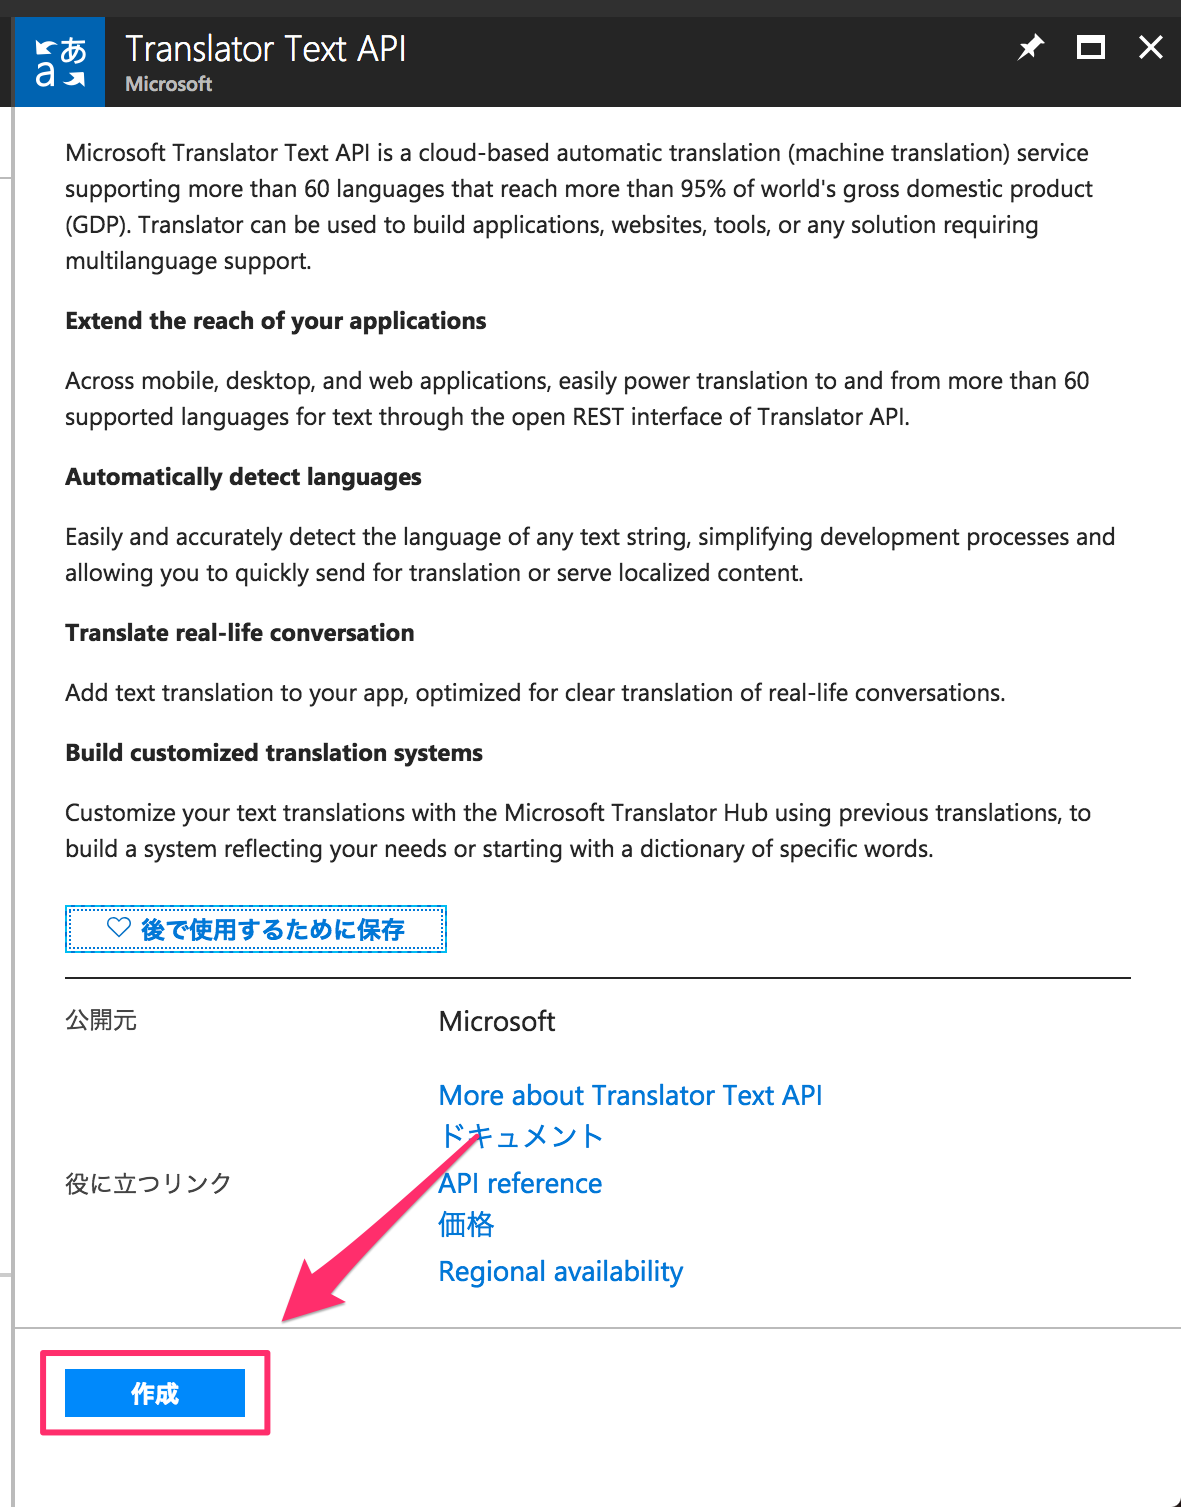 Translator Text API
Microsoft
Microsoft Translator Text API is a cloud-based automatic translation (machine translation) service
supporting more than 60 languages that reach more than 95% of world's gross domestic product
(GDP). Translator can be used to build applications, websites, tools, or any solution requiring
multilanguage support.
Extend the reach of your applications
Across mobile, desktop, and web applications, easily power translation to and from more than 60
supported languages for text through the open REST interface of Translator API.
Automatically detect languages
Easily and accurately detect the language of any text string, simplifying development processes and
allowing you to quickly send for translation or serve localized content.
Translate real-life conversation
Add text translation to your app, optimized for clear translation of real-life conversations.
Build customized translation systems
Customize your text translations with the Microsoft Translator Hub using previous translations, to
build a system reflecting your needs or starting with a dictionary of specific words.
♡ 後で使用するために保存
公開元 Microsoft
More about Translator Text API
ドキュメント
役に立つリンク API reference
価格
Regional availability
作成